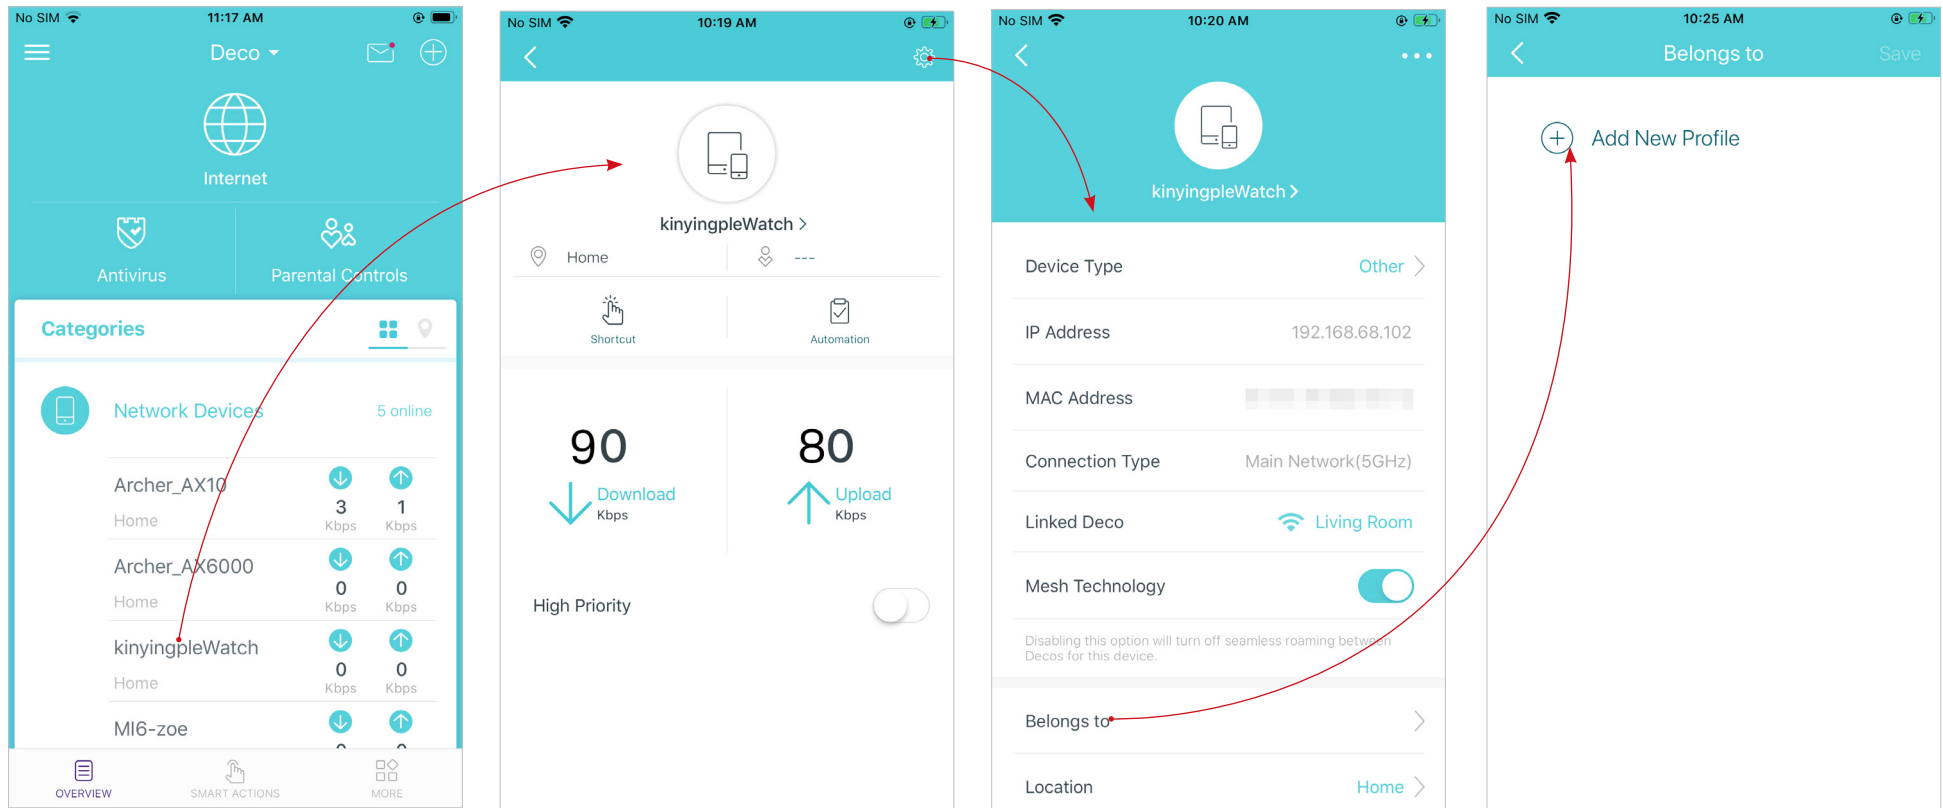 No SIM 11:17 AM
Deco
Internet
Antivirus Parental Controls
Categories
Network Devices 5 online
Archer_AX10 3 1
Home Kbps Kbps
Archer_AX6000 0 0
Home Kbps Kbps
kinyingpleWatch 0 0
Home Kbps Kbps
MI6-zoe
OVERVIEW SMART ACTIONS MORE
No SIM 10:19 AM
kinyingpleWatch >
Home ---
Shortcut Automation
90 80
Download Upload
Kbps Kbps
High Priority
No SIM 10:20 AM
kinyingpleWatch >
Device Type Other
IP Address 192.168.68.102
MAC Address
Connection Type Main Network(5GHz)
Linked Deco Living Room
Mesh Technology
Disabling this option will turn off seamless roaming between
Decos for this device.
Belongs to
Location Home
No SIM 10:25 AM
Belongs to Save
Add New Profile